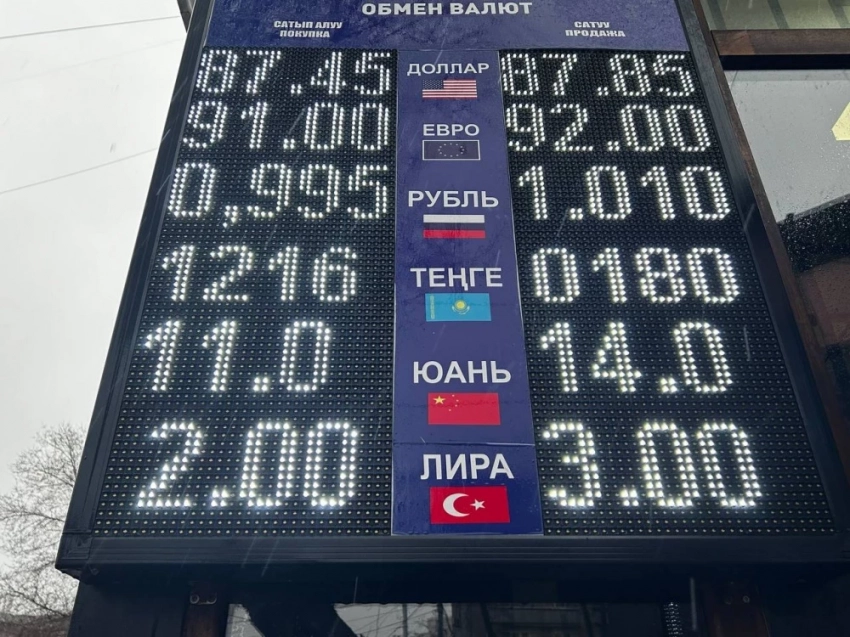 ОБМЕН ВАЛЮТ
САТЫП АЛУУ САТУУ
ПОКУПКА ПРОДАЖА
87.45 ДОЛЛАР 87.85
91.00 ЕВРО 92.00
0,995 РУБЛЬ 1.010
1216 ТЕҢГЕ 0180
11.0 ЮАНЬ 14.0
2.00 ЛИРА 3.00